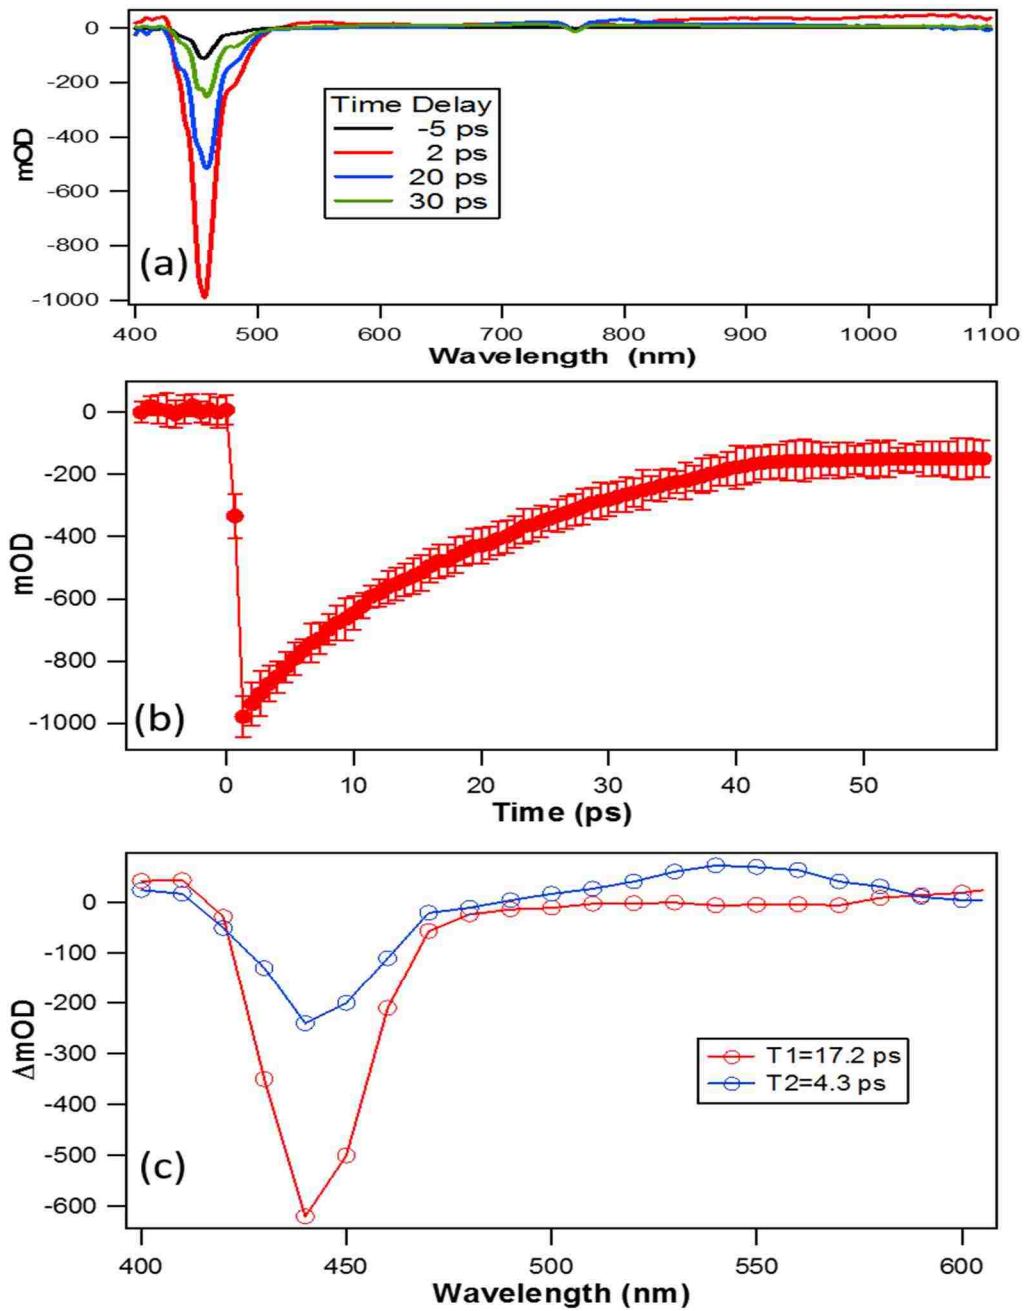 0
-200
-400
-600
-800
-1000
mOD
Time Delay
-5 ps
2 ps
20 ps
30 ps
(a)
400 500 600 700 800 900 1000 1100
Wavelength (nm)
0
-200
-400
-600
-800
-1000
mOD
(b)
0 10 20 30 40 50
Time (ps)
0
-100
-200
-300
-400
-500
-600
ΔmOD
T1=17.2 ps
T2=4.3 ps
(c)
400 450 500 550 600
Wavelength (nm)